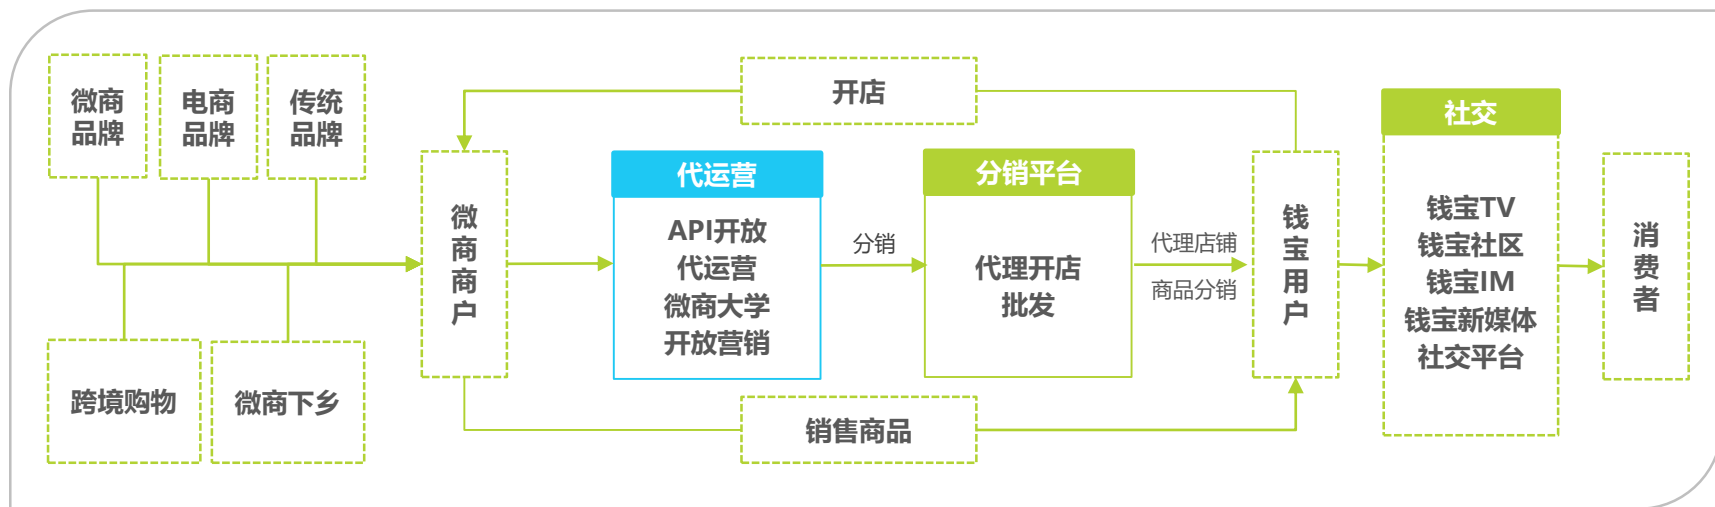 微商
品牌
电商
品牌
传统
品牌
跨境购物
微商下乡
微商商户
开店
代运营
API开放
代运营
微商大学
开放营销
分销
分销平台
代理开店
批发
代理店铺
商品分销
销售商品
钱宝用户
社交
钱宝TV
钱宝社区
钱宝IM
钱宝新媒体
社交平台
消费者